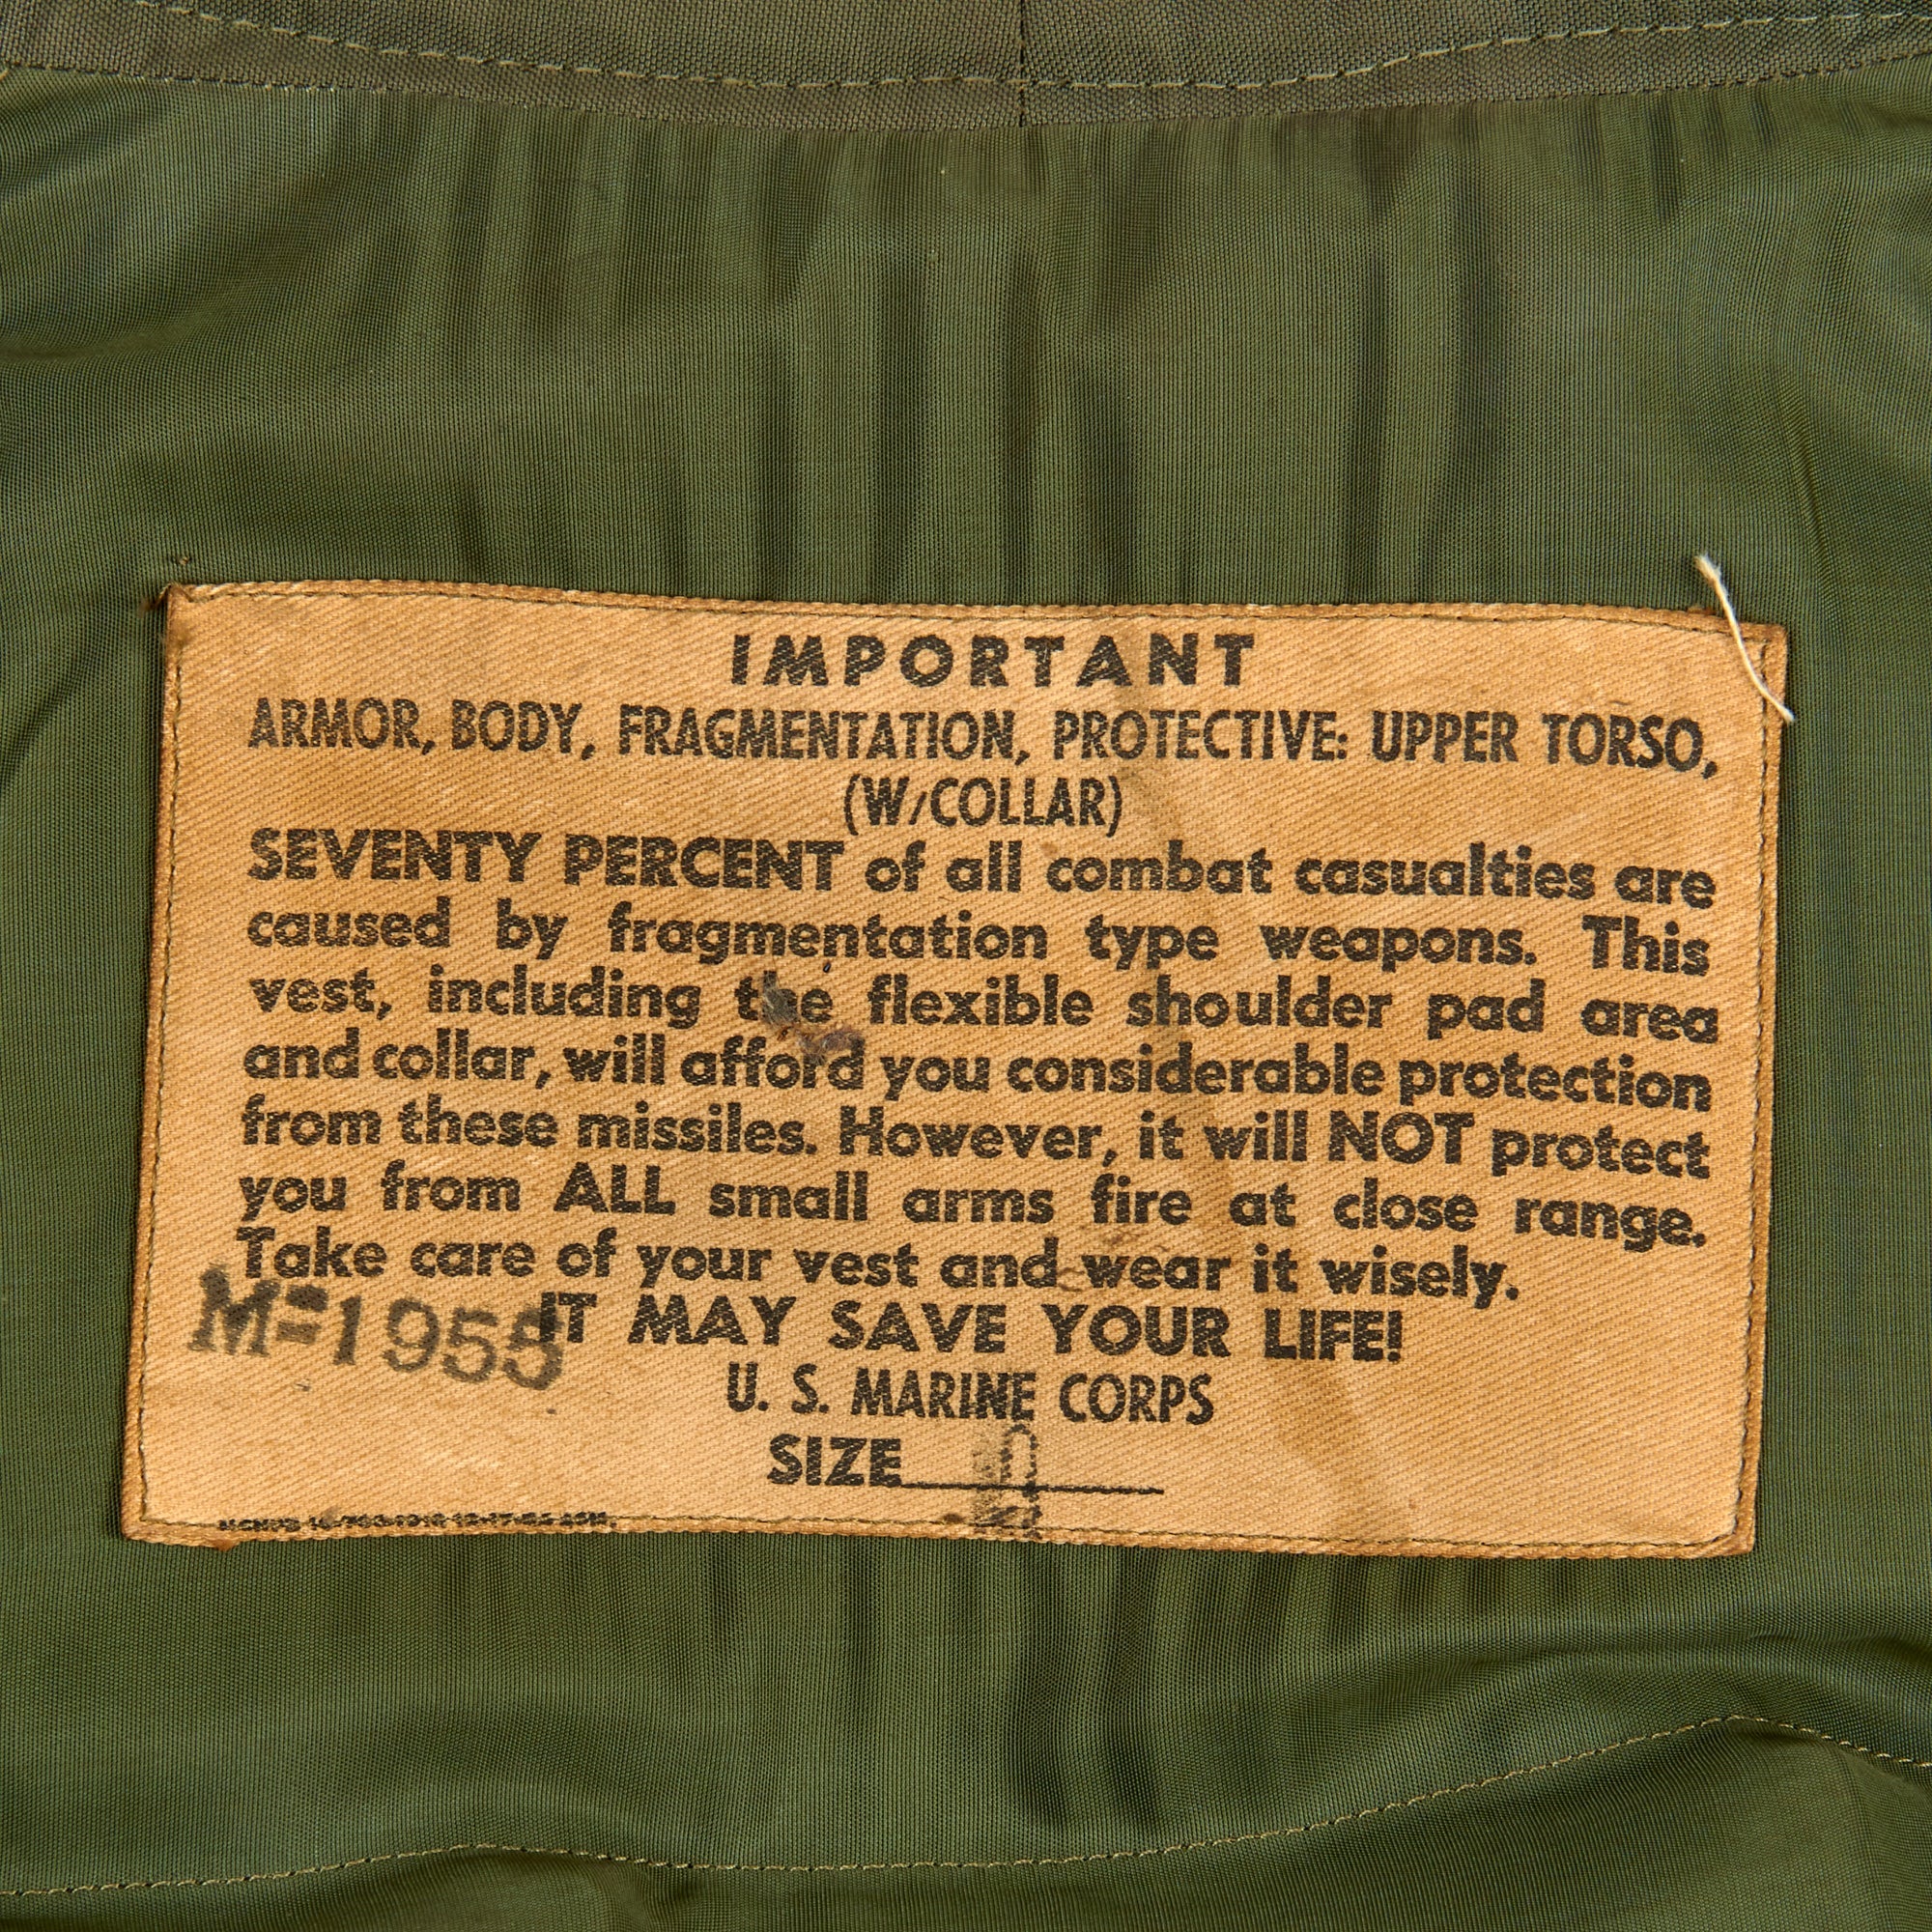 IMPORTANT
ARMOR, BODY, FRAGMENTATION, PROTECTIVE: UPPER TORSO,
(W/COLLAR)
SEVENTY PERCENT of all combat casualties are
caused by fragmentation type weapons. This
vest, including the flexible shoulder pad area
and collar, will afford you considerable protection
from these missiles. However, it will NOT protect
you from ALL small arms fire at close range.
Take care of your vest and wear it wisely.
M-1955
IT MAY SAVE YOUR LIFE!
U. S. MARINE CORPS
SIZE